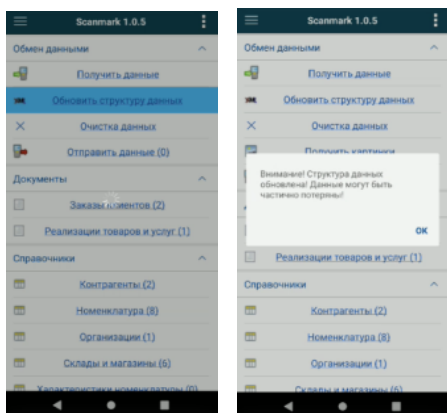 Scanmark 1.0.5
Обмен данными
Получить данные
Обновить структуру данных
Очистка данных
Отправить данные (0)
Документы
Заказы клиентов (2)
Реализации товаров и услуг (1)
Справочники
Контрагенты (2)
Номенклатура (8)
Организации (1)
Склады и магазины (6)
Характеристики номенклатуры (0)
Scanmark 1.0.5
Обмен данными
Получить данные
Обновить структуру данных
Очистка данных
Получить картинки
Внимание! Структура данных
обновлена! Данные могут быть
частично потеряны!
OK
Реализации товаров и услуг (1)
Справочники
Контрагенты (2)
Номенклатура (8)
Организации (1)
Склады и магазины (6)